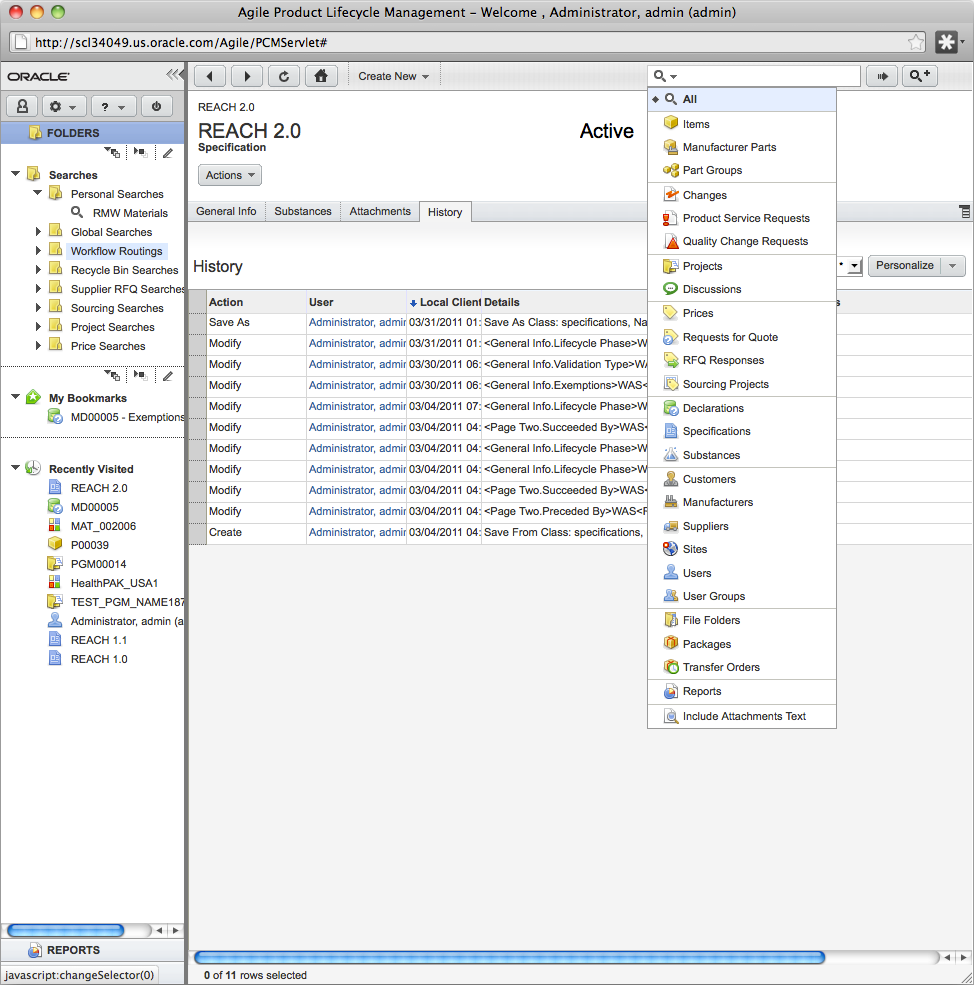 Agile Product Lifecycle Management – Welcome , Administrator, admin (admin)
http://scl34049.us.oracle.com/Agile/PCMServlet#
ORACLE
Create New
?
FOLDERS
Searches
Personal Searches
RMW Materials
Global Searches
Workflow Routings
Recycle Bin Searches
Supplier RFQ Searches
Sourcing Searches
Project Searches
Price Searches
My Bookmarks
MD00005 - Exemptions
Recently Visited
REACH 2.0
MD00005
MAT_002006
P00039
PGM00014
HealthPAK_USA1
TEST_PGM_NAME187
Administrator, admin (a
REACH 1.1
REACH 1.0
REPORTS
javascript:changeSelector(0)
REACH 2.0
REACH 2.0
Specification
Active
Actions
General Info Substances Attachments History
History
Personalize
Action User Local Client Details
Save As Administrator, admin 03/31/2011 01: Save As Class: specifications, Na
Modify Administrator, admin 03/31/2011 01: <General Info.Lifecycle Phase>W
Modify Administrator, admin 03/30/2011 06: <General Info.Validation Type>WA
Modify Administrator, admin 03/30/2011 06: <General Info.Exemptions>WAS<
Modify Administrator, admin 03/04/2011 07: <General Info.Lifecycle Phase>W
Modify Administrator, admin 03/04/2011 04: <Page Two.Succeeded By>WAS<
Modify Administrator, admin 03/04/2011 04: <General Info.Lifecycle Phase>W
Modify Administrator, admin 03/04/2011 04: <General Info.Lifecycle Phase>W
Modify Administrator, admin 03/04/2011 04: <Page Two.Succeeded By>WAS<
Modify Administrator, admin 03/04/2011 04: <Page Two.Preceded By>WAS<F
Create Administrator, admin 03/04/2011 04: Save From Class: specifications,
0 of 11 rows selected
All
Items
Manufacturer Parts
Part Groups
Changes
Product Service Requests
Quality Change Requests
Projects
Discussions
Prices
Requests for Quote
RFQ Responses
Sourcing Projects
Declarations
Specifications
Substances
Customers
Manufacturers
Suppliers
Sites
Users
User Groups
File Folders
Packages
Transfer Orders
Reports
Include Attachments Text